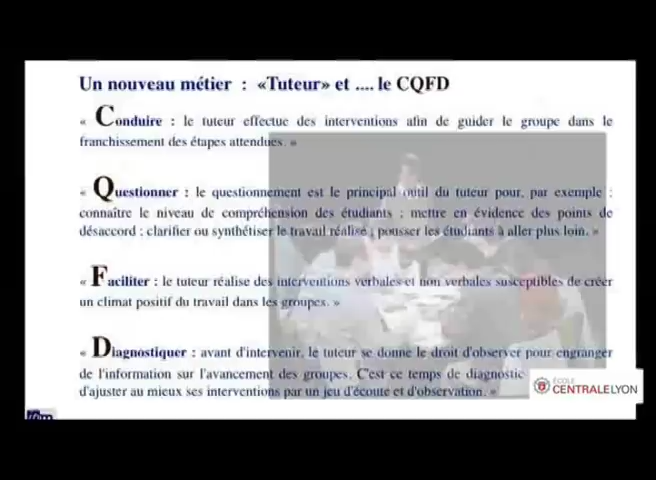 Un nouveau métier : «Tuteur» et .... le CQFD
« Conduire : le tuteur effectue des interventions afin de guider le groupe dans le
franchissement des étapes attendues. »
« Questionner : le questionnement est le principal outil du tuteur pour, par exemple :
connaître le niveau de compréhension des étudiants ; mettre en évidence des points de
désaccord ; clarifier ou synthétiser le travail réalisé ; pousser les étudiants à aller plus loin. »
« Faciliter : le tuteur réalise des interventions verbales et non verbales susceptibles de créer
un climat positif du travail dans les groupes. »
« Diagnostiquer : avant d'intervenir, le tuteur se donne le droit d'observer pour engranger
de l'information sur l'avancement des groupes. C'est ce temps de diagnostic
d'ajuster au mieux ses interventions par un jeu d'écoute et d'observation. »
ÉCOLE
CENTRALELYON